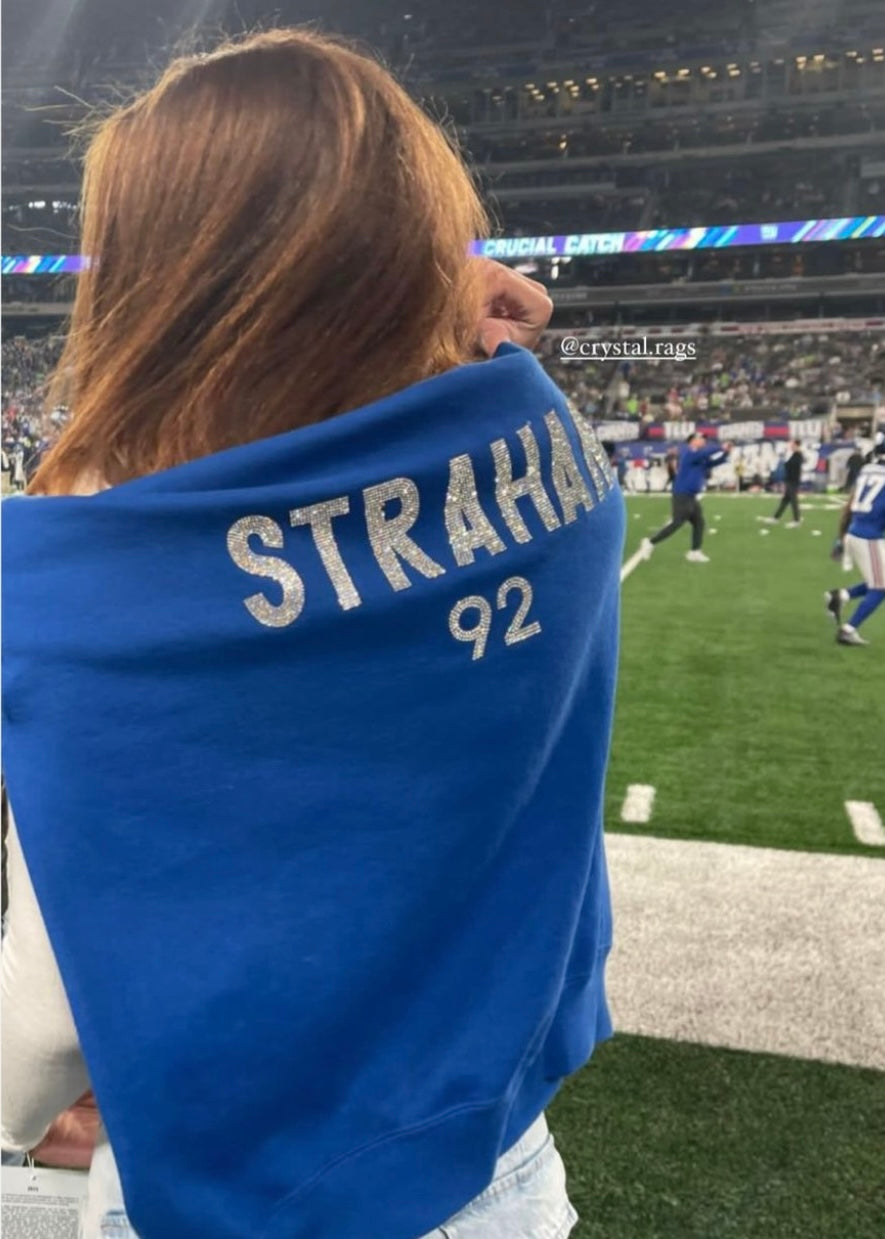 CRUCIAL CATCH
@crystal.rags
STRAHAN
92
17